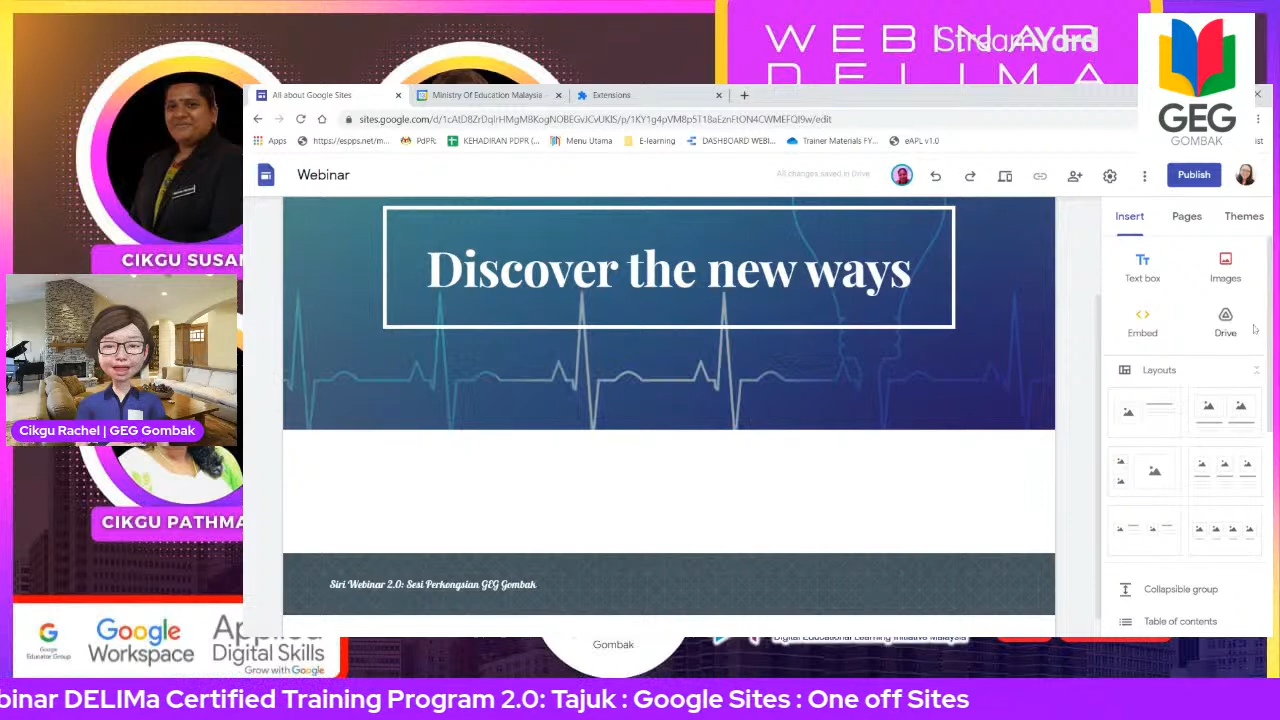 WEBINAR
StreamYard
DELIMA
GEG
GOMBAK
CIKGU SUSAN
Cikgu Rachel | GEG Gombak
CIKGU PATHMA
All about Google Sites
Ministry Of Education Malaysia
Extensions
sites.google.com/d/
/edit
Apps
https://espps.net/m...
PdPR
KEHADIRAN PDPR (...
Menu Utama
E-learning
DASHBOARD WEBI...
Trainer Materials FY...
eAPL v1.0
ist
Webinar
All changes saved in Drive
Publish
Discover the new ways
Siri Webinar 2.0: Sesi Perkongsian GEG Gombak
Insert
Pages
Themes
Text box
Images
Embed
Drive
Layouts
Collapsible group
Table of contents
Google
Educator Group
Google
Workspace
Applied
Digital Skills
Grow with Google
Gombak
Digital Educational Learning Initiative Malaysia
binar DELIMa Certified Training Program 2.0: Tajuk : Google Sites : One off Sites